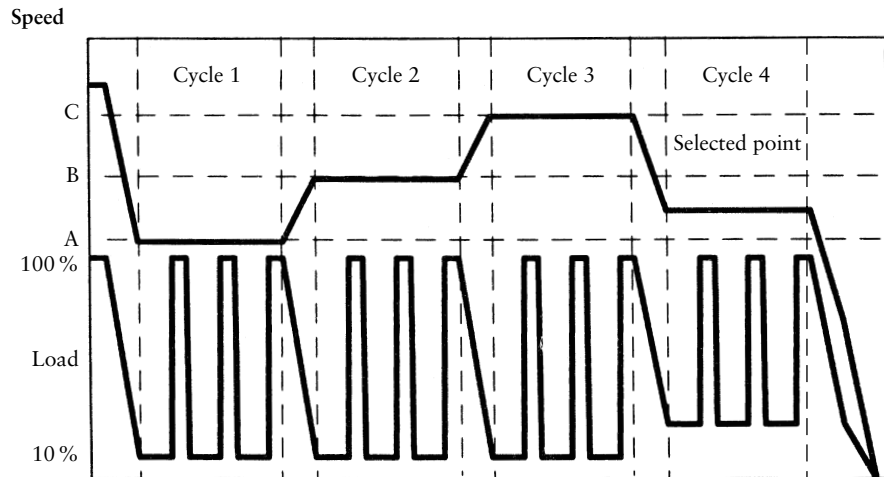 Speed
Cycle 1
Cycle 2
Cycle 3
Cycle 4
C
Selected point
B
A
100 %
Load
10 %